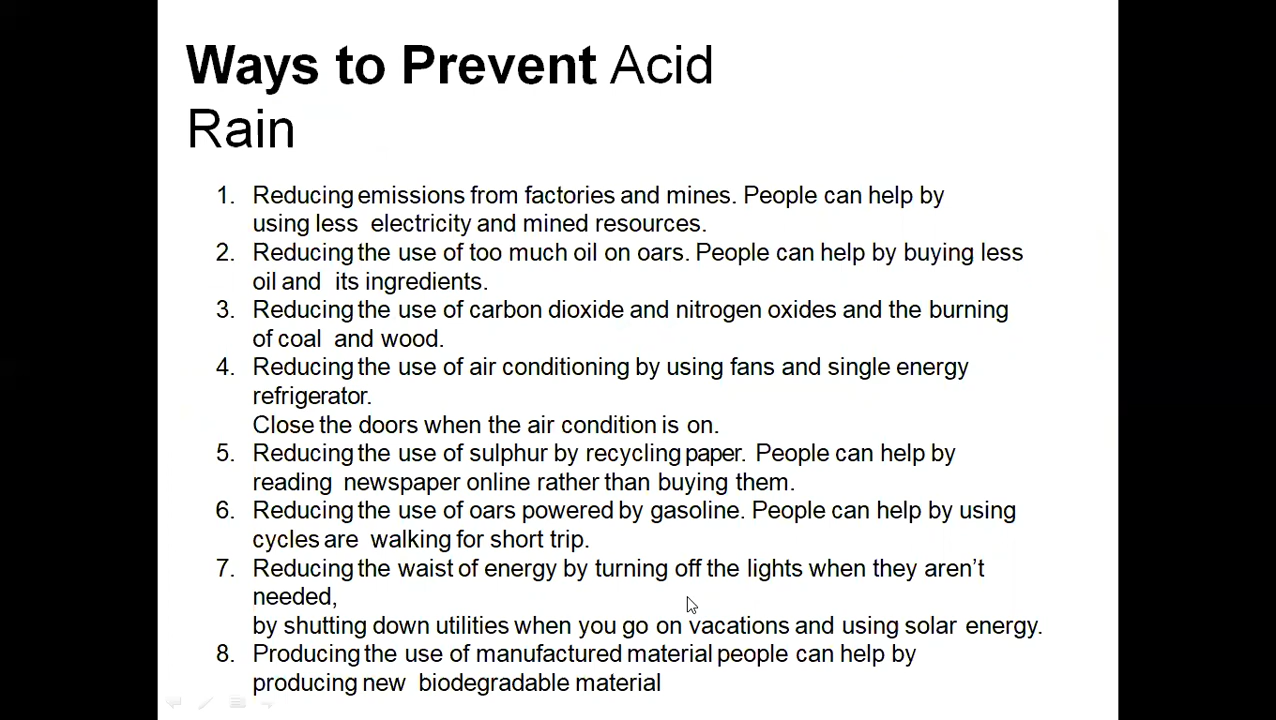 Ways to Prevent Acid
Rain
1. Reducing emissions from factories and mines. People can help by
using less electricity and mined resources.
2. Reducing the use of too much oil on oars. People can help by buying less
oil and its ingredients.
3. Reducing the use of carbon dioxide and nitrogen oxides and the burning
of coal and wood.
4. Reducing the use of air conditioning by using fans and single energy
refrigerator.
Close the doors when the air condition is on.
5. Reducing the use of sulphur by recycling paper. People can help by
reading newspaper online rather than buying them.
6. Reducing the use of oars powered by gasoline. People can help by using
cycles are walking for short trip.
7. Reducing the waist of energy by turning off the lights when they aren’t
needed,
by shutting down utilities when you go on vacations and using solar energy.
8. Producing the use of manufactured material people can help by
producing new biodegradable material